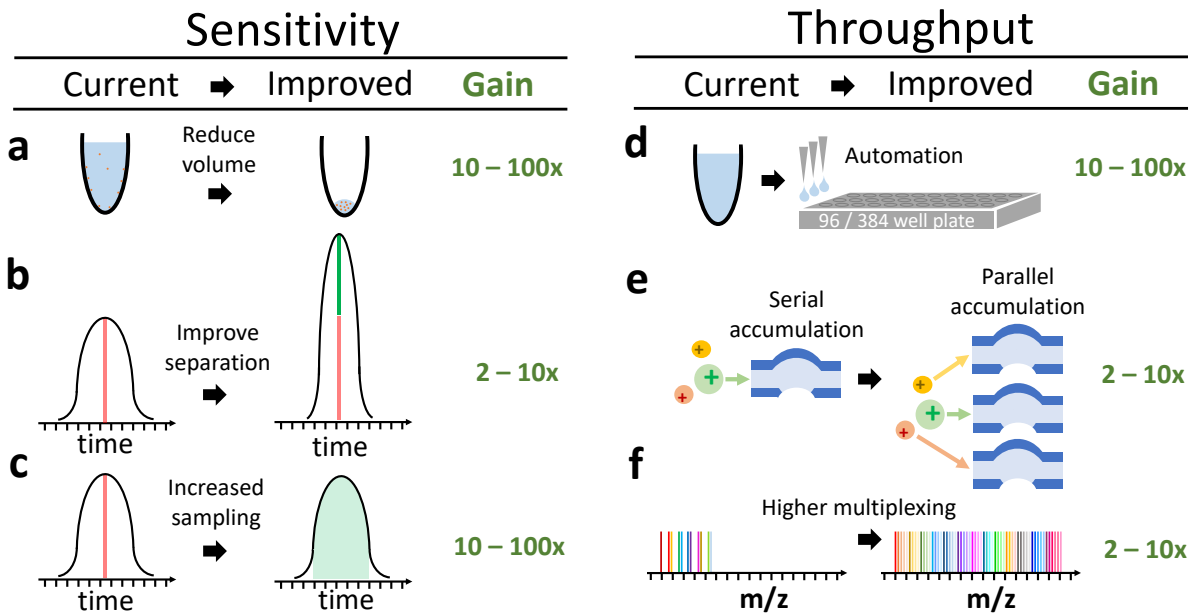 Sensitivity
Current Improved Gain
a
Reduce
volume
10 – 100x
b
Improve
separation
2 – 10x
time
time
c
Increased
sampling
10 – 100x
time
time
Throughput
Current Improved Gain
d
Automation
10 – 100x
96 / 384 well plate
e
Serial
accumulation
Parallel
accumulation
+
+
+
+
+
+
2 – 10x
f
Higher multiplexing
2 – 10x
m/z
m/z